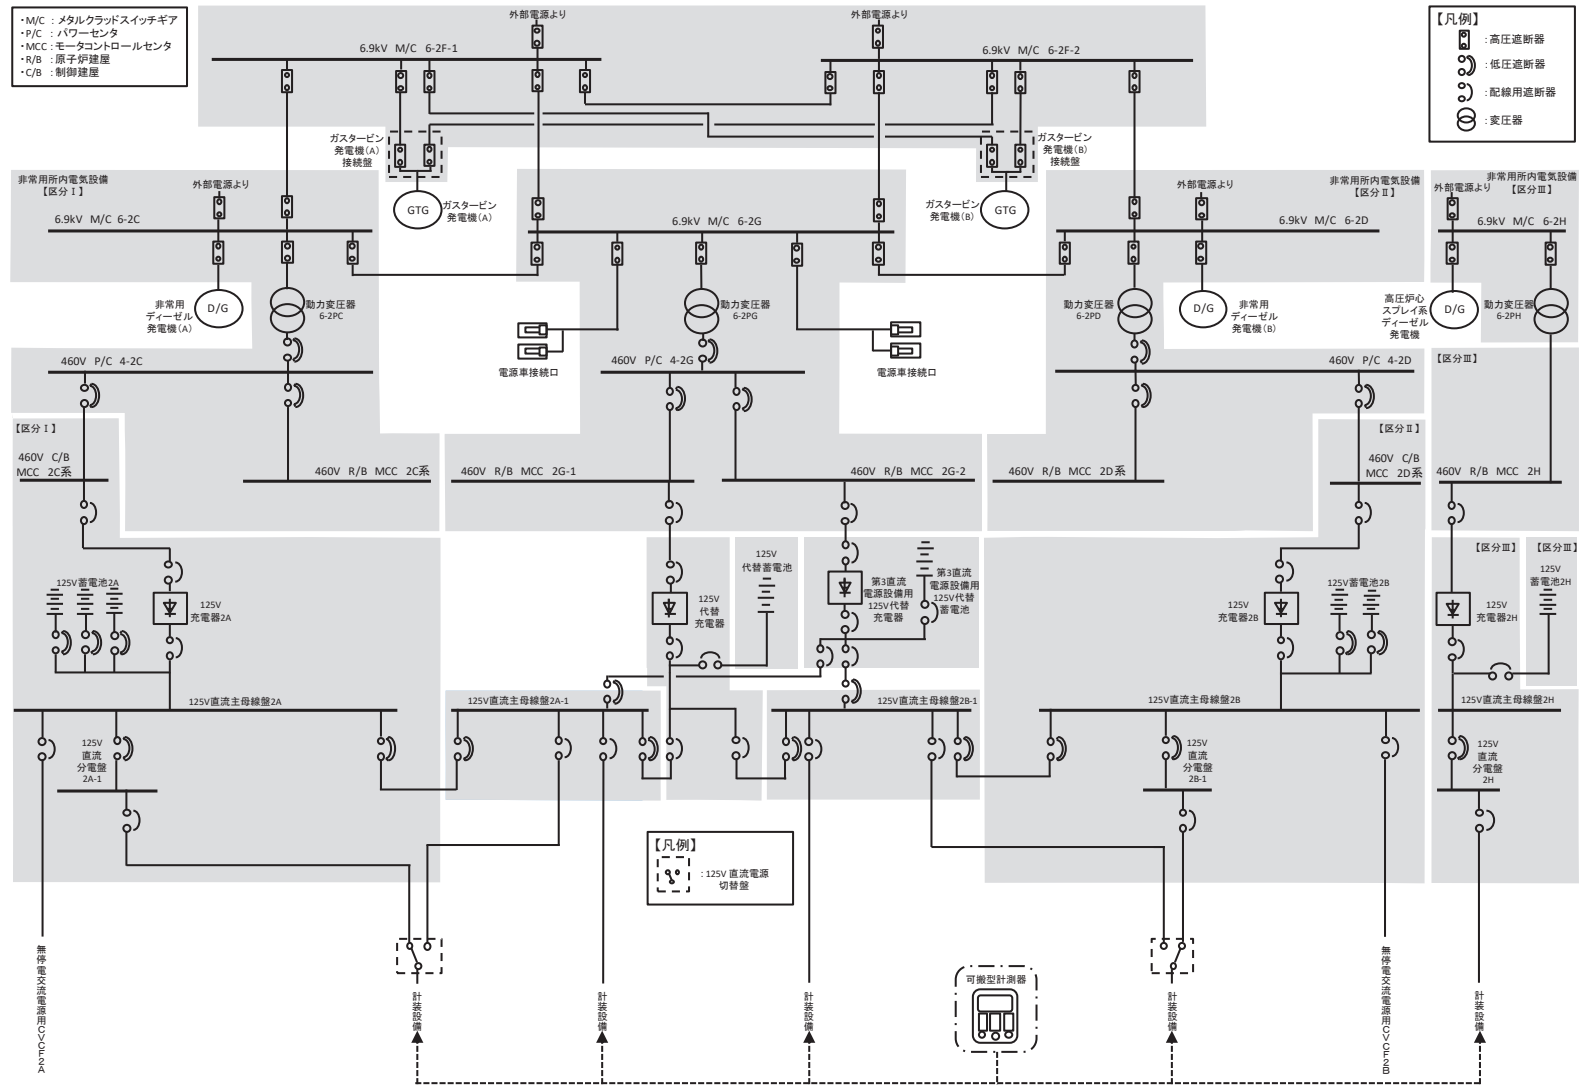 ・M/C ：メタルクラッドスイッチギア
・P/C ：パワーセンタ
・MCC：モータコントロールセンタ
・R/B ：原子炉建屋
・C/B ：制御建屋
外部電源より
外部電源より
【凡例】
：高圧遮断器
：低圧遮断器
：配線用遮断器
：変圧器
6.9kV M/C 6-2F-1
6.9kV M/C 6-2F-2
ガスタービン
発電機(A)
接続盤
ガスタービン
発電機(B)
接続盤
非常用所内電気設備
【区分Ⅰ】
外部電源より
6.9kV M/C 6-2C
GTG
ガスタービン
発電機(A)
6.9kV M/C 6-2G
ガスタービン
発電機(B)
GTG
外部電源より
非常用所内電気設備
【区分Ⅱ】
6.9kV M/C 6-2D
非常用所内電気設備
【区分Ⅲ】
外部電源より
6.9kV M/C 6-2H
非常用
ディーゼル
発電機(A)
D/G
動力変圧器
6-2PC
動力変圧器
6-2PG
動力変圧器
6-2PD
D/G
非常用
ディーゼル
発電機(B)
高圧炉心
スプレイ系
ディーゼル
発電機
D/G
動力変圧器
6-2PH
460V P/C 4-2C
電源車接続口
460V P/C 4-2G
電源車接続口
460V P/C 4-2D
【区分Ⅲ】
【区分Ⅰ】
460V C/B
MCC 2C系
460V R/B MCC 2C系
460V R/B MCC 2G-1
460V R/B MCC 2G-2
460V R/B MCC 2D系
【区分Ⅱ】
460V C/B
MCC 2D系
460V R/B MCC 2H
125V蓄電池2A
125V
充電器2A
125V
代替
充電器
125V
代替蓄電池
第3直流
電源設備用
125V代替
充電器
第3直流
電源設備用
125V代替
蓄電池
125V
充電器2B
125V蓄電池2B
【区分Ⅲ】
125V
充電器2H
【区分Ⅲ】
125V
蓄電池2H
125V直流主母線盤2A
125V直流主母線盤2A-1
125V直流主母線盤2B-1
125V直流主母線盤2B
125V直流主母線盤2H
125V
直流
分電盤
2A-1
125V
直流
分電盤
2B-1
125V
直流
分電盤
2H
【凡例】
：125V 直流電源
切替盤
無停電交流電源用CVCF2A
計装設備
計装設備
計装設備
可搬型計測器
計装設備
無停電交流電源用CVCF2B
計装設備